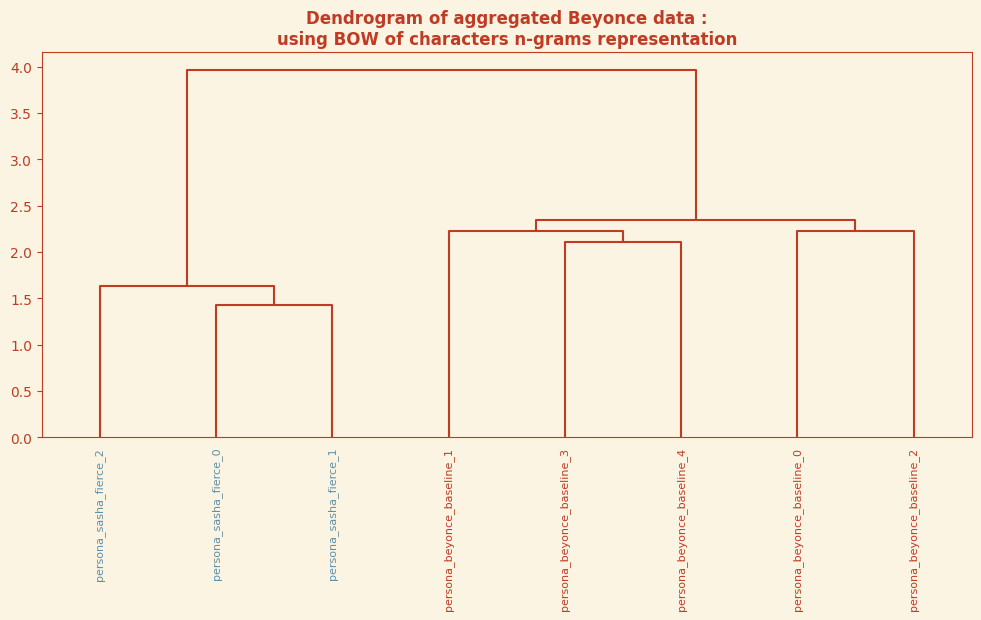 Dendrogram of aggregated Beyonce data :
using BOW of characters n-grams representation
4.0
3.5
3.0
2.5
2.0
1.5
1.0
0.5
0.0
persona_sasha_fierce_2
persona_sasha_fierce_0
persona_sasha_fierce_1
persona_beyonce_baseline_1
persona_beyonce_baseline_3
persona_beyonce_baseline_4
persona_beyonce_baseline_0
persona_beyonce_baseline_2